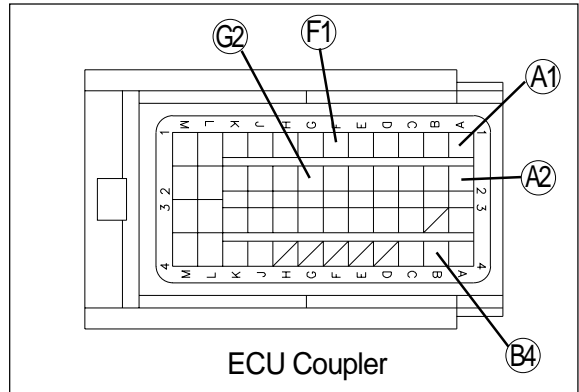 G2 F1 A1
M L K J H G F E D C B A
1 1
A2
2 2
3 3
4 4
M L K J H G F E D C B A
B4
ECU Coupler